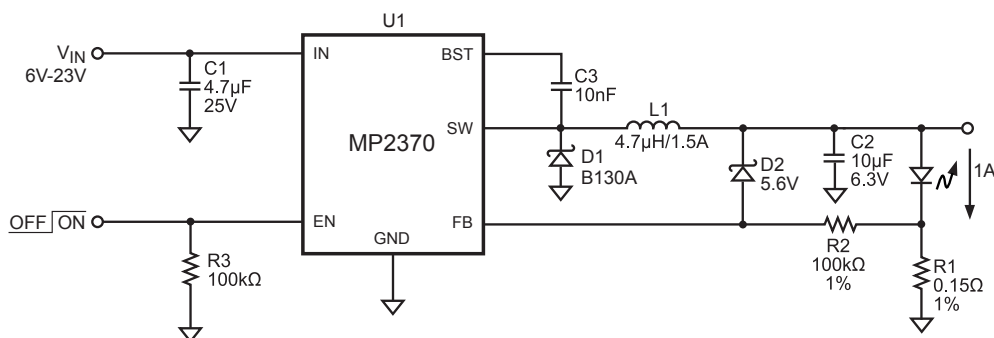 U1
V_IN
6V-23V
IN
BST
C1
4.7µF
25V
C3
10nF
SW
L1
4.7µH/1.5A
MP2370
D1
B130A
D2
5.6V
C2
10µF
6.3V
1A
OFF ON
EN
GND
FB
R3
100kΩ
R2
100kΩ
1%
R1
0.15Ω
1%